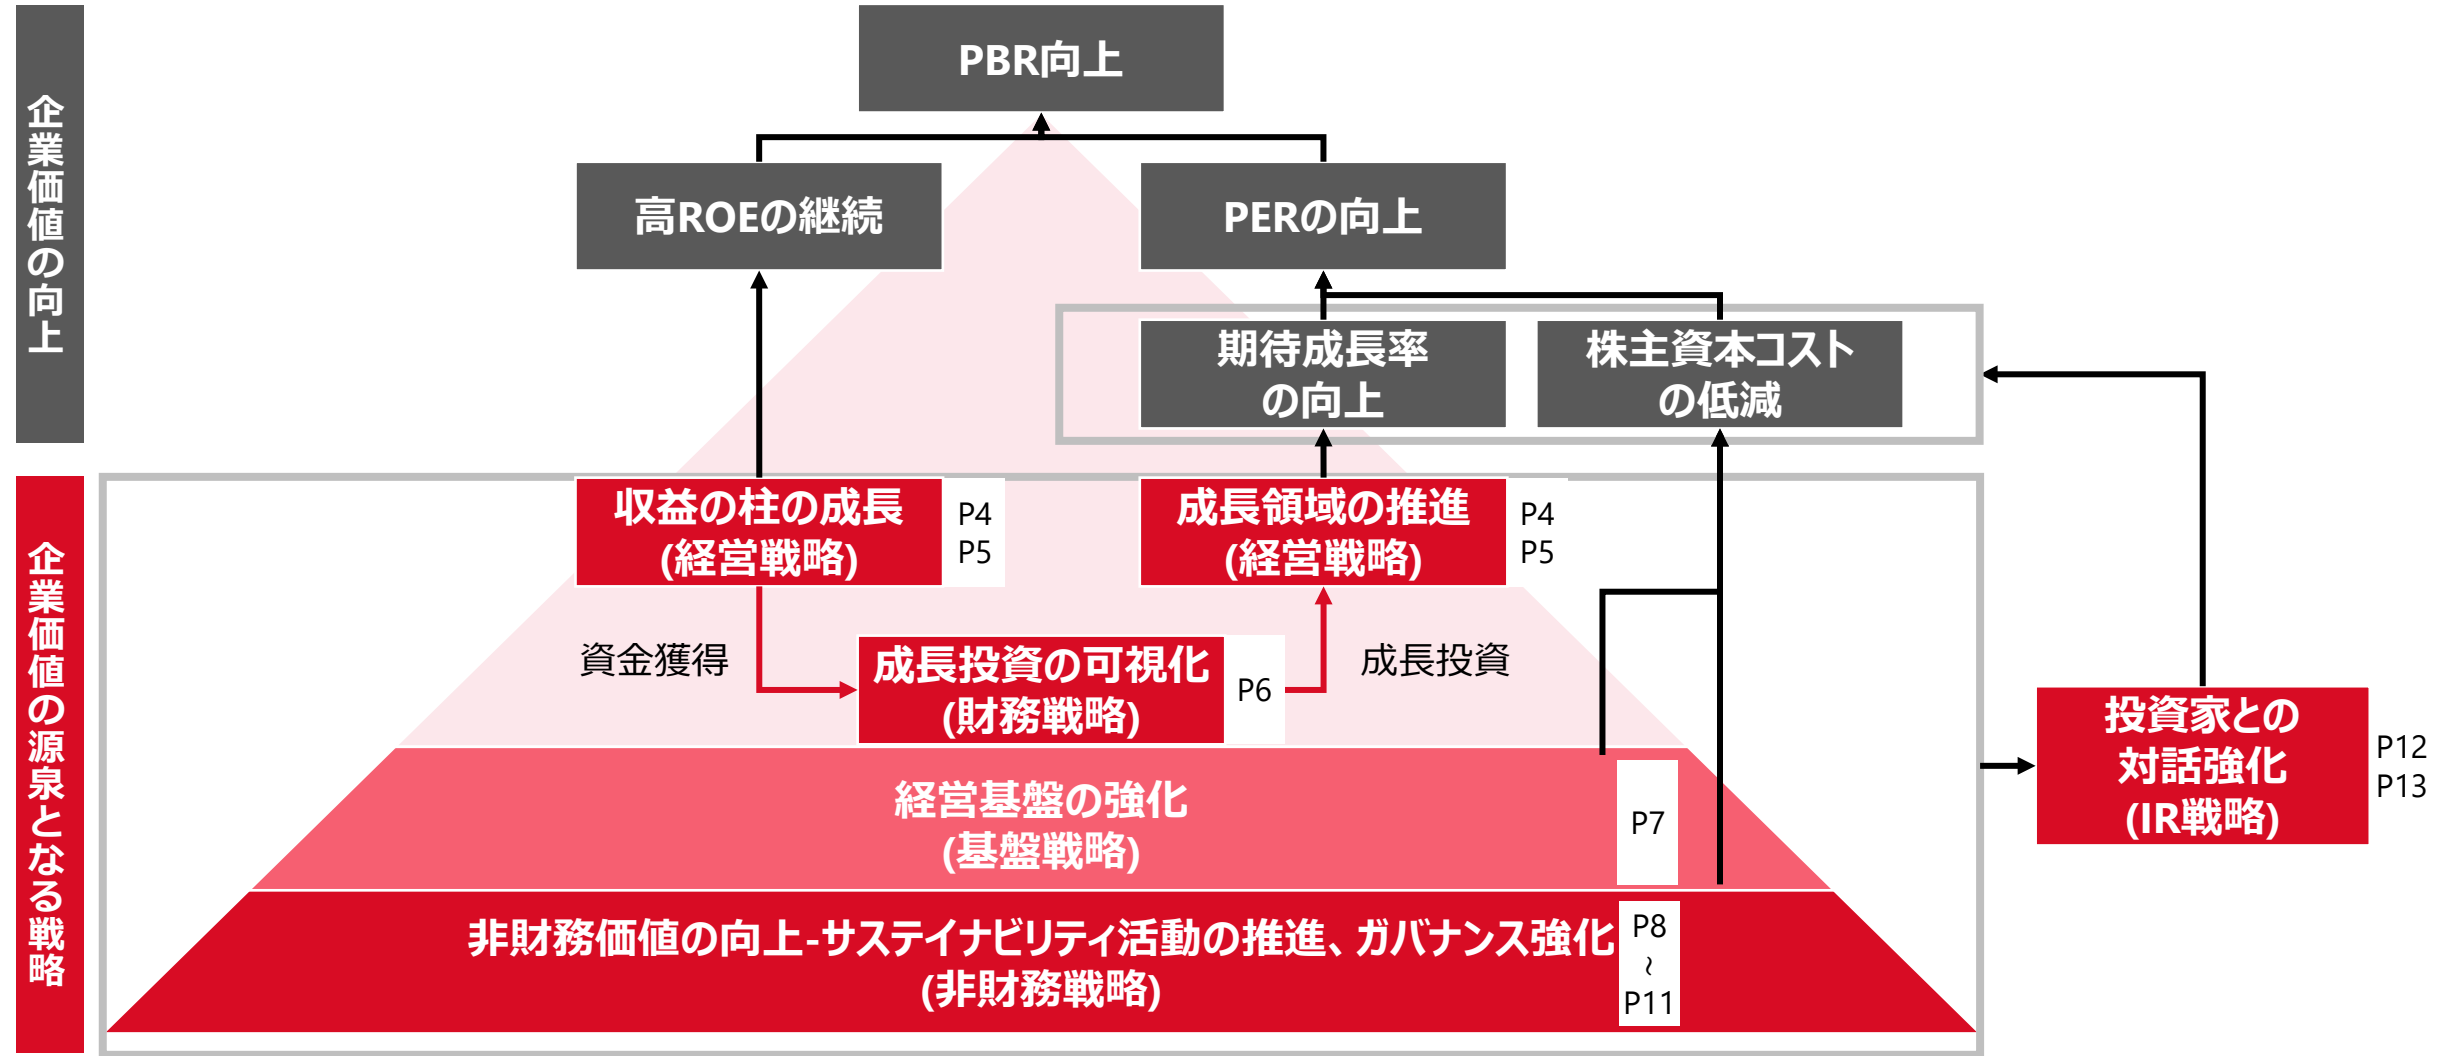 企業価値の向上
PBR向上
高ROEの継続
PERの向上
期待成長率
の向上
株主資本コスト
の低減
企業価値の源泉となる戦略
収益の柱の成長
(経営戦略)
P4
P5
成長領域の推進
(経営戦略)
P4
P5
資金獲得
成長投資の可視化
(財務戦略)
P6
成長投資
経営基盤の強化
(基盤戦略)
P7
非財務価値の向上-サステイナビリティ活動の推進、ガバナンス強化
(非財務戦略)
P8
~
P11
投資家との
対話強化
(IR戦略)
P12
P13